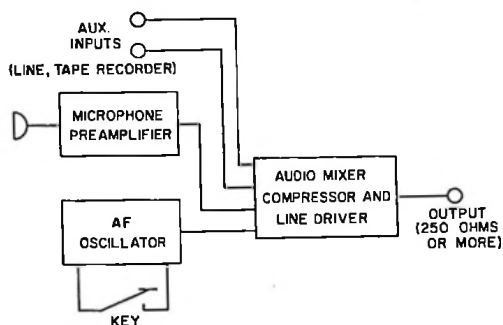 AUX.
INPUTS
(LINE, TAPE RECORDER)
MICROPHONE
PREAMPLIFIER
AF
OSCILLATOR
KEY
AUDIO MIXER
COMPRESSOR AND
LINE DRIVER
OUTPUT
(250 OHMS
OR MORE)